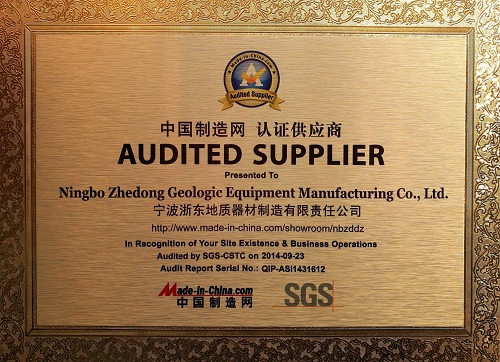 Made-in-China.com
Audited Supplier
中国制造网 认证供应商
AUDITED SUPPLIER
Presented To
Ningbo Zhedong Geologic Equipment Manufacturing Co., Ltd.
宁波浙东地质器材制造有限责任公司
http://www.made-in-china.com/showroom/nbzddz
In Recognition of Your Site Existence & Business Operations
Audited by SGS-CSTC on 2014-09-23
Audit Report Serial No.: QIP-ASI1431612
Made-in-China.com
中国制造网
SGS